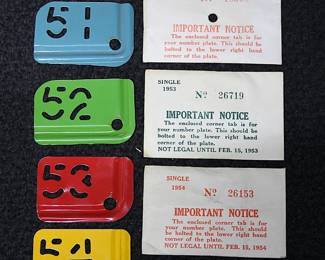 51
IMPORTANT NOTICE
The enclosed corner tab is for
your number plate. This should be
bolted to the lower right hand
corner of the plate.
52
SINGLE
1953
No 26719
IMPORTANT NOTICE
The enclosed corner tab is for
your number plate. This should be
bolted to the lower right hand
corner of the plate.
NOT LEGAL UNTIL FEB. 15, 1953
53
SINGLE
1954
No 26153
IMPORTANT NOTICE
The enclosed corner tab is for
your number plate. This should be
bolted to the lower right hand
corner of the plate.
NOT LEGAL UNTIL FEB. 15, 1954
54